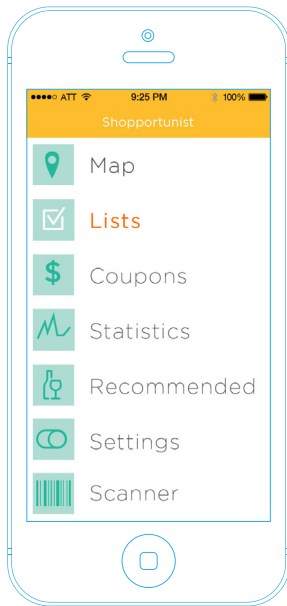 ATT 9:25 PM 100%
Shopportunist
Map
Lists
$ Coupons
Statistics
Recommended
Settings
Scanner